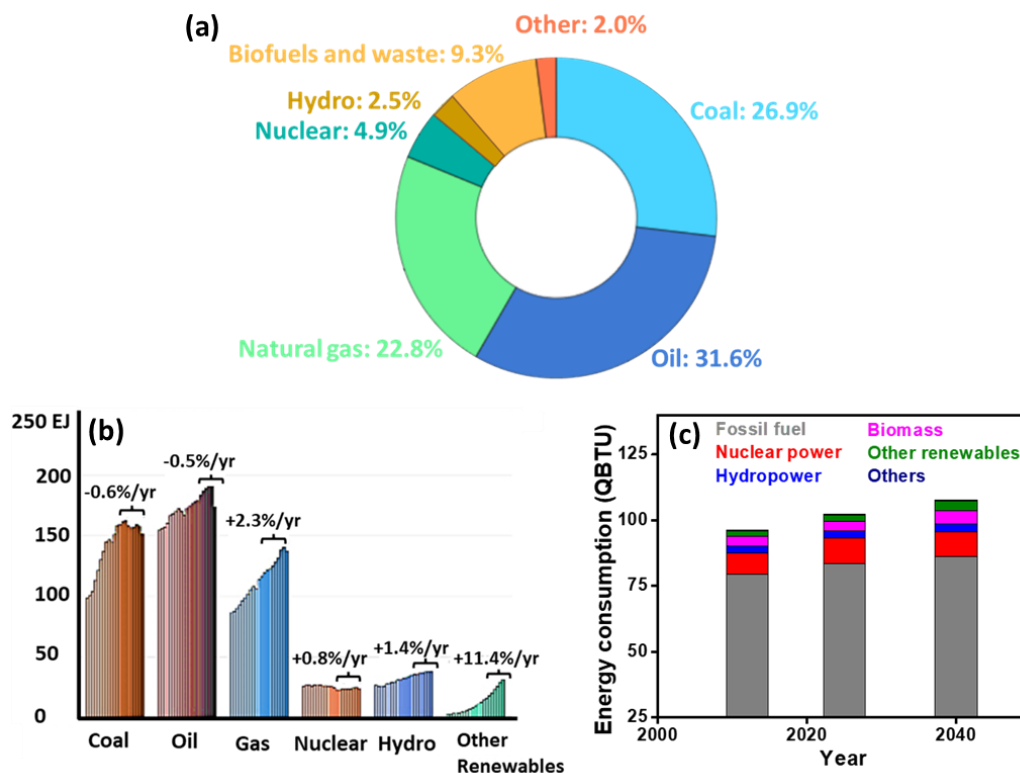 (a)
Other: 2.0%
Biofuels and waste: 9.3%
Hydro: 2.5%
Nuclear: 4.9%
Coal: 26.9%
Natural gas: 22.8%
Oil: 31.6%
(b)
250 EJ
200
150
100
50
0
-0.6%/yr
-0.5%/yr
+2.3%/yr
+0.8%/yr
+1.4%/yr
+11.4%/yr
Coal
Oil
Gas
Nuclear
Hydro
Other
Renewables
(c)
Fossil fuel
Biomass
Nuclear power
Other renewables
Hydropower
Others
Energy consumption (QBTU)
125
100
75
50
25
2000
2020
2040
Year